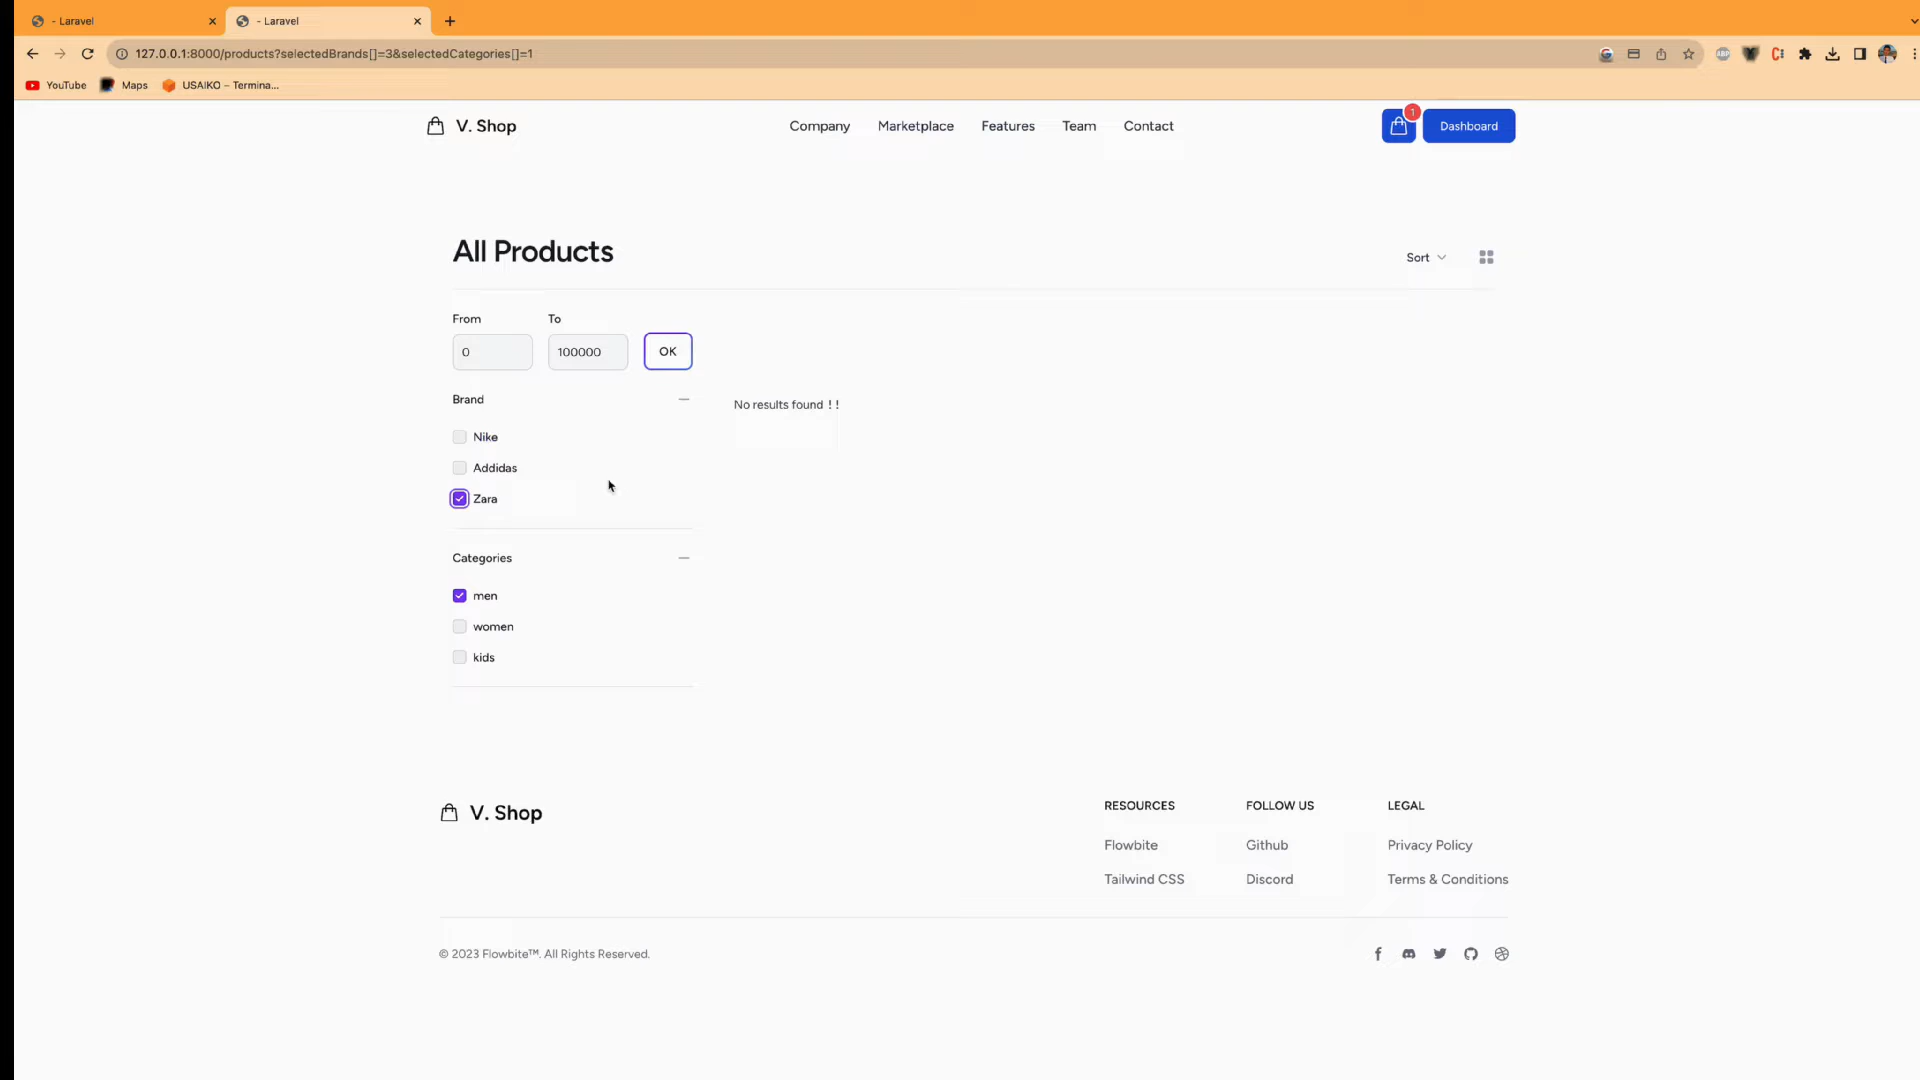 - Laravel
- Laravel
127.0.0.1:8000/products?selectedBrands[]=3&selectedCategories[]=1
ABP
YouTube
Maps
USAIKO – Termina...
V. Shop
Company
Marketplace
Features
Team
Contact
1
Dashboard
All Products
Sort
From
To
0
100000
OK
Brand
Nike
Addidas
Zara
No results found !!
Categories
men
women
kids
V. Shop
RESOURCES
FOLLOW US
LEGAL
Flowbite
Github
Privacy Policy
Tailwind CSS
Discord
Terms & Conditions
© 2023 Flowbite™. All Rights Reserved.